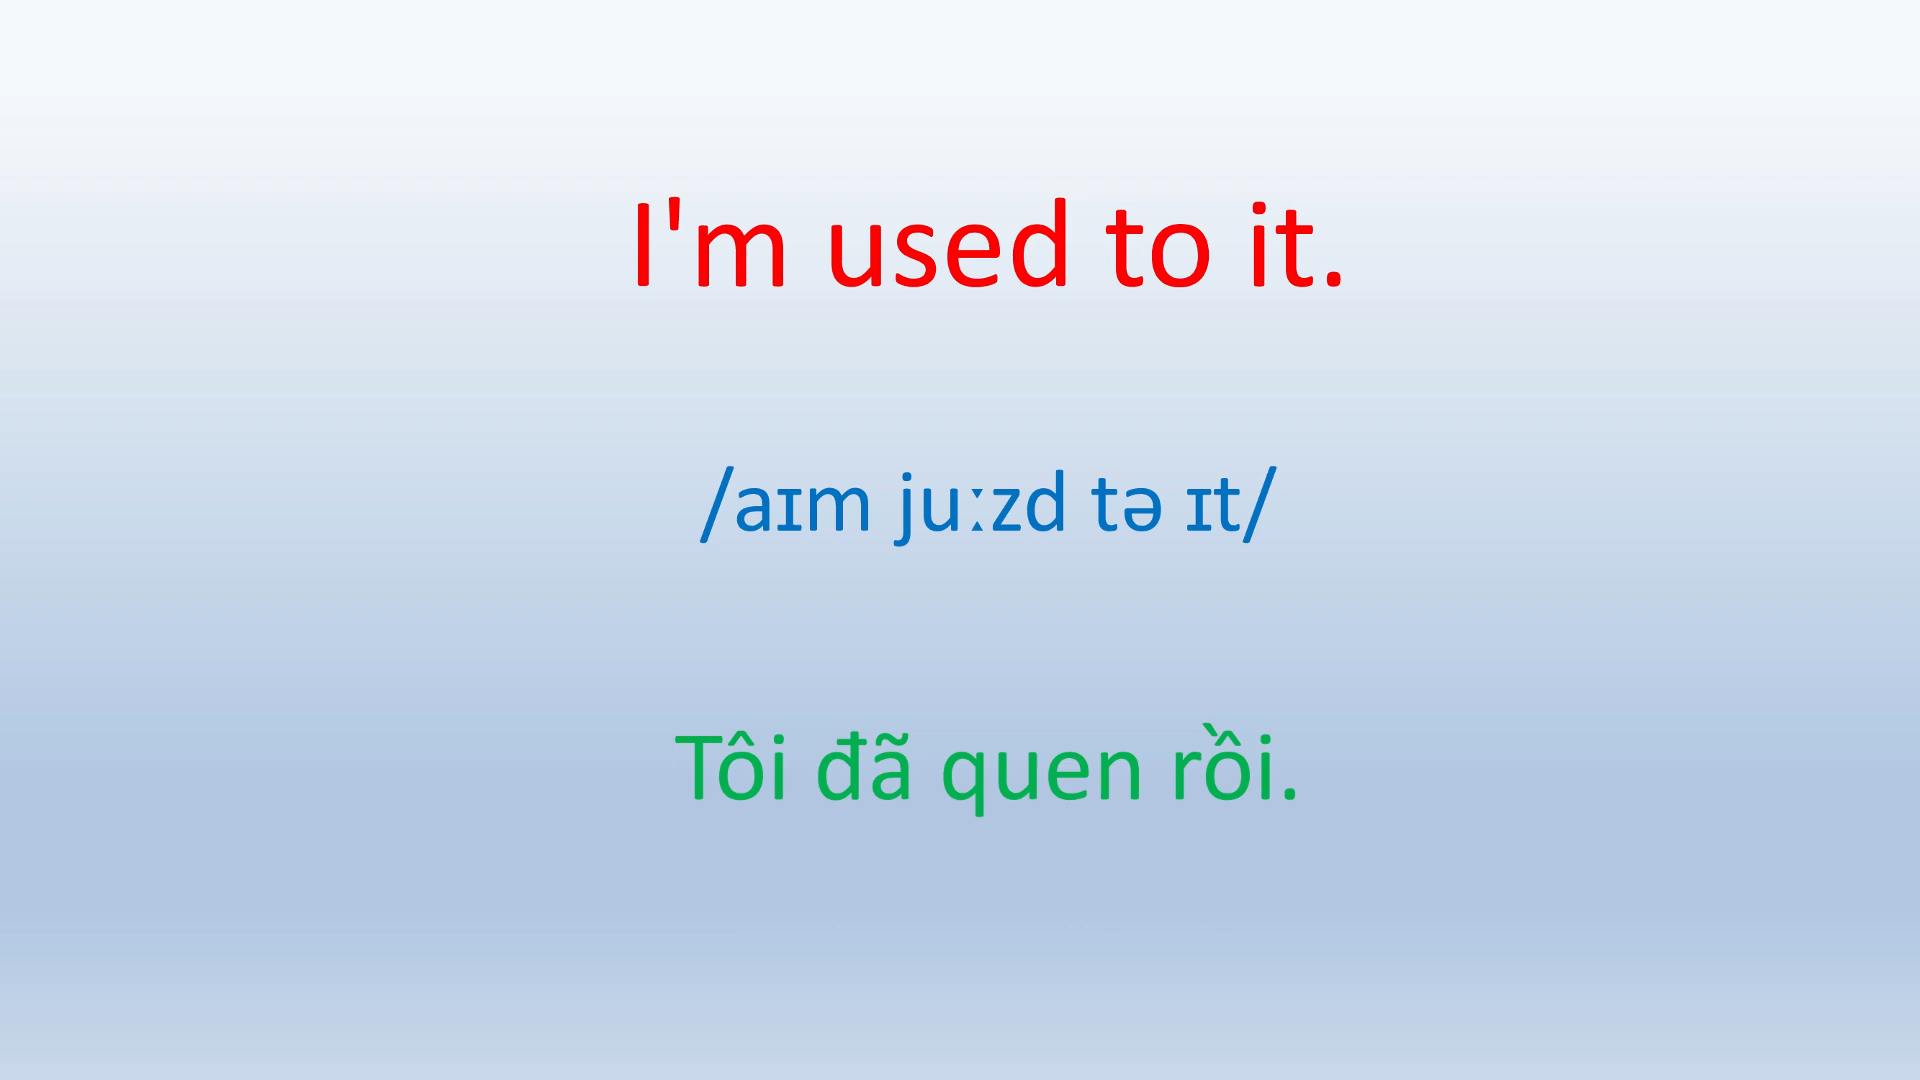 I'm used to it.
/aɪm juːzd tə ɪt/
Tôi đã quen rồi.